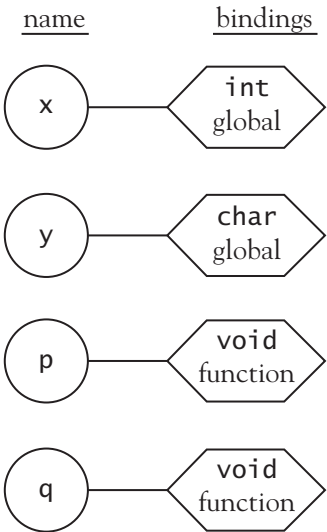 name bindings
x int
global
y char
global
p void
function
q void
function